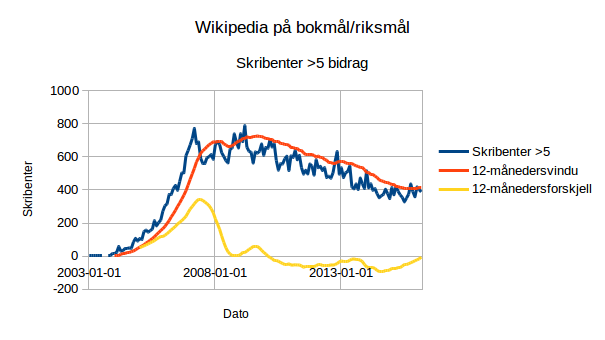 Wikipedia på bokmål/riksmål
Skribenter >5 bidrag
1000
800
600
400
200
0
-200
2003-01-01
2008-01-01
2013-01-01
Skribenter
Dato
Skribenter >5
12-månedersvindu
12-månedersforskjell